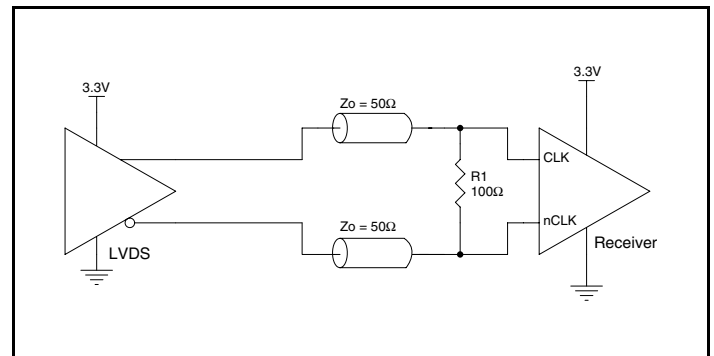 3.3V
3.3V
Zo = 50Ω
CLK
R1
100Ω
Zo = 50Ω
nCLK
LVDS
Receiver